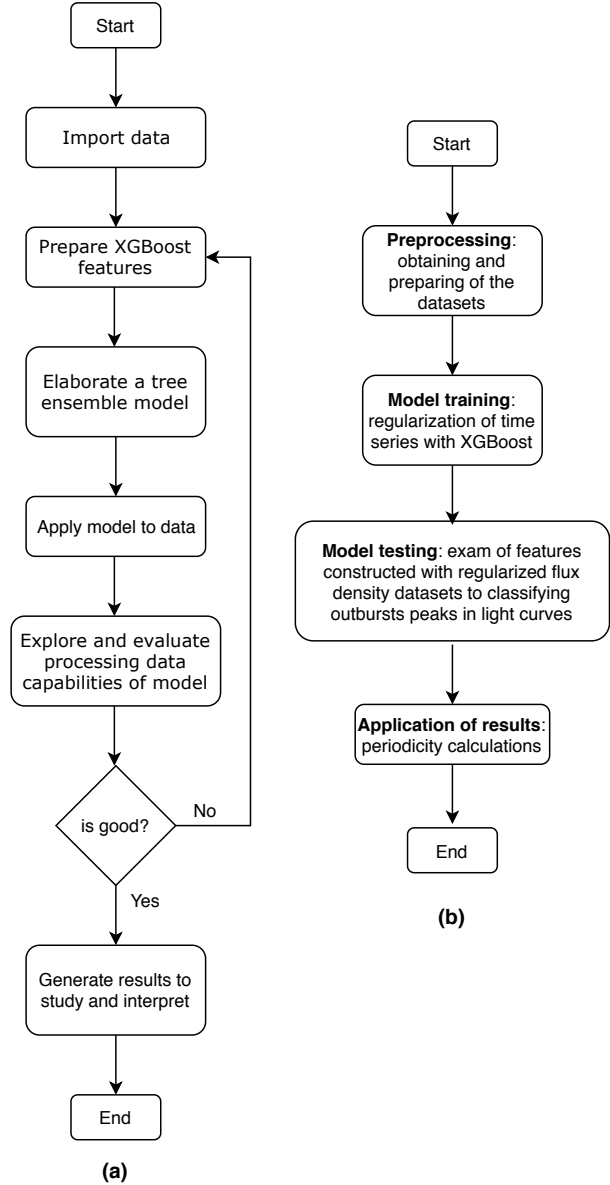 Start
Import data
Prepare XGBoost
features
Elaborate a tree
ensemble model
Apply model to data
Explore and evaluate
processing data
capabilities of model
is good?
No
Yes
Generate results to
study and interpret
End
(a)
Start
Preprocessing:
obtaining and
preparing of the
datasets
Model training:
regularization of time
series with XGBoost
Model testing: exam of features
constructed with regularized flux
density datasets to classifying
outbursts peaks in light curves
Application of results:
periodicity calculations
End
(b)